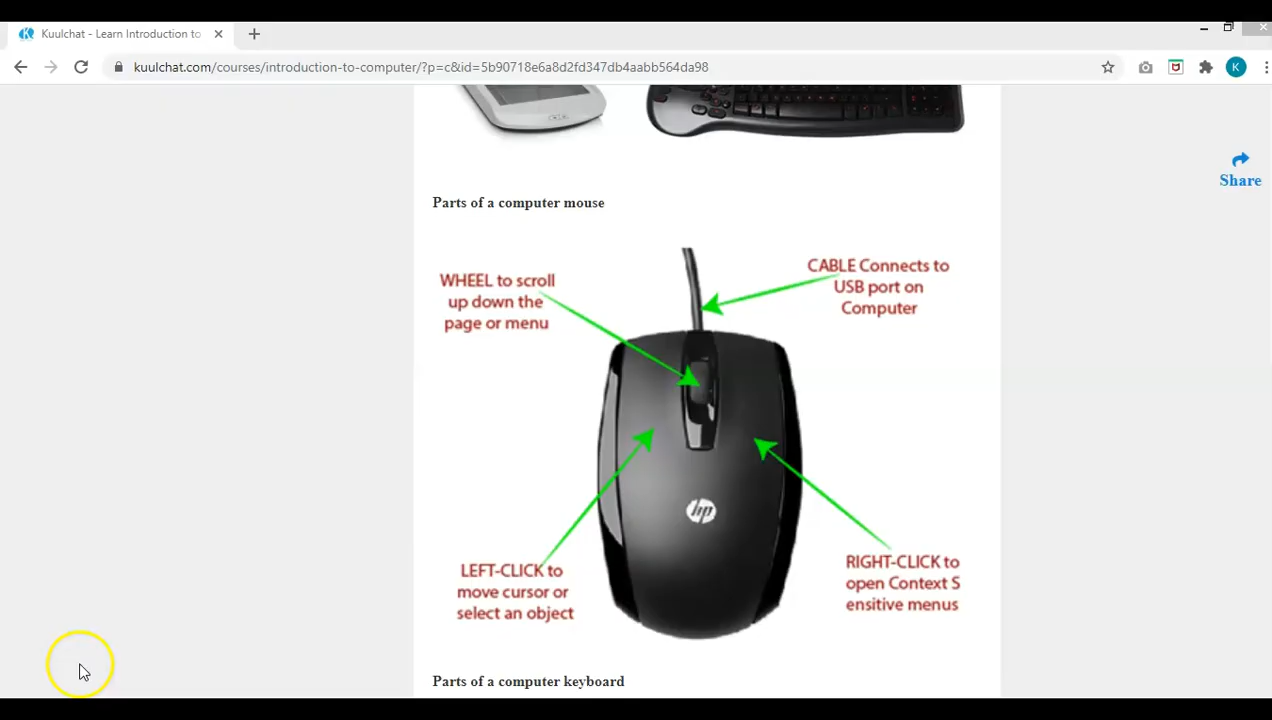 Kuulchat - Learn Introduction to
kuulchat.com/courses/introduction-to-computer/?p=c&id=5b90718e6a8d2fd347db4aabb564da98
K
Share
Parts of a computer mouse
WHEEL to scroll
up down the
page or menu
CABLE Connects to
USB port on
Computer
hp
LEFT-CLICK to
move cursor or
select an object
RIGHT-CLICK to
open Context S
ensitive menus
Parts of a computer keyboard